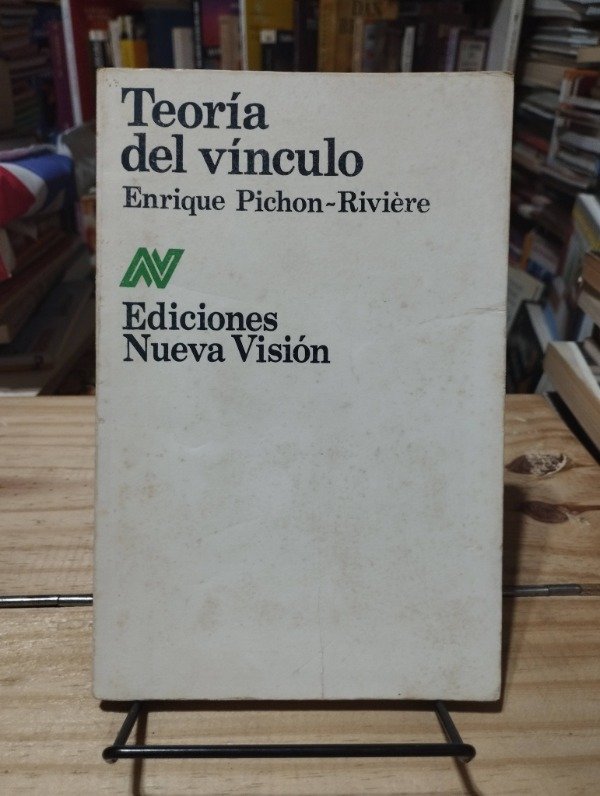 Teoría
del vínculo
Enrique Pichon-Rivière
Ediciones
Nueva Visión